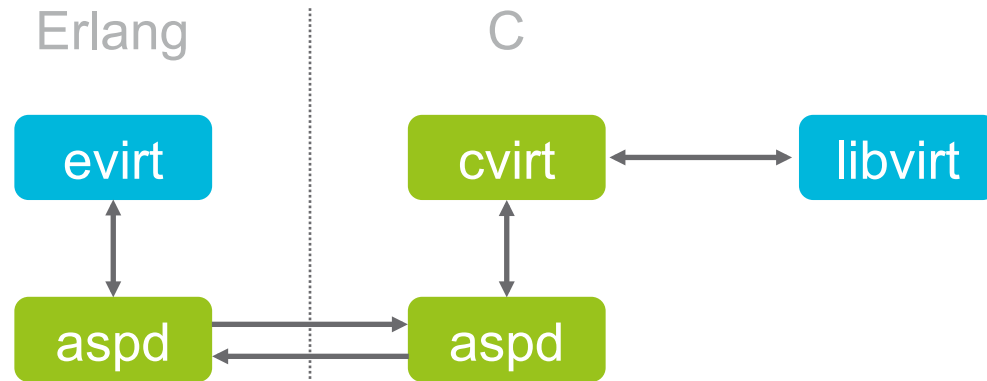 Erlang
C
evirt
cvirt
libvirt
aspd
aspd